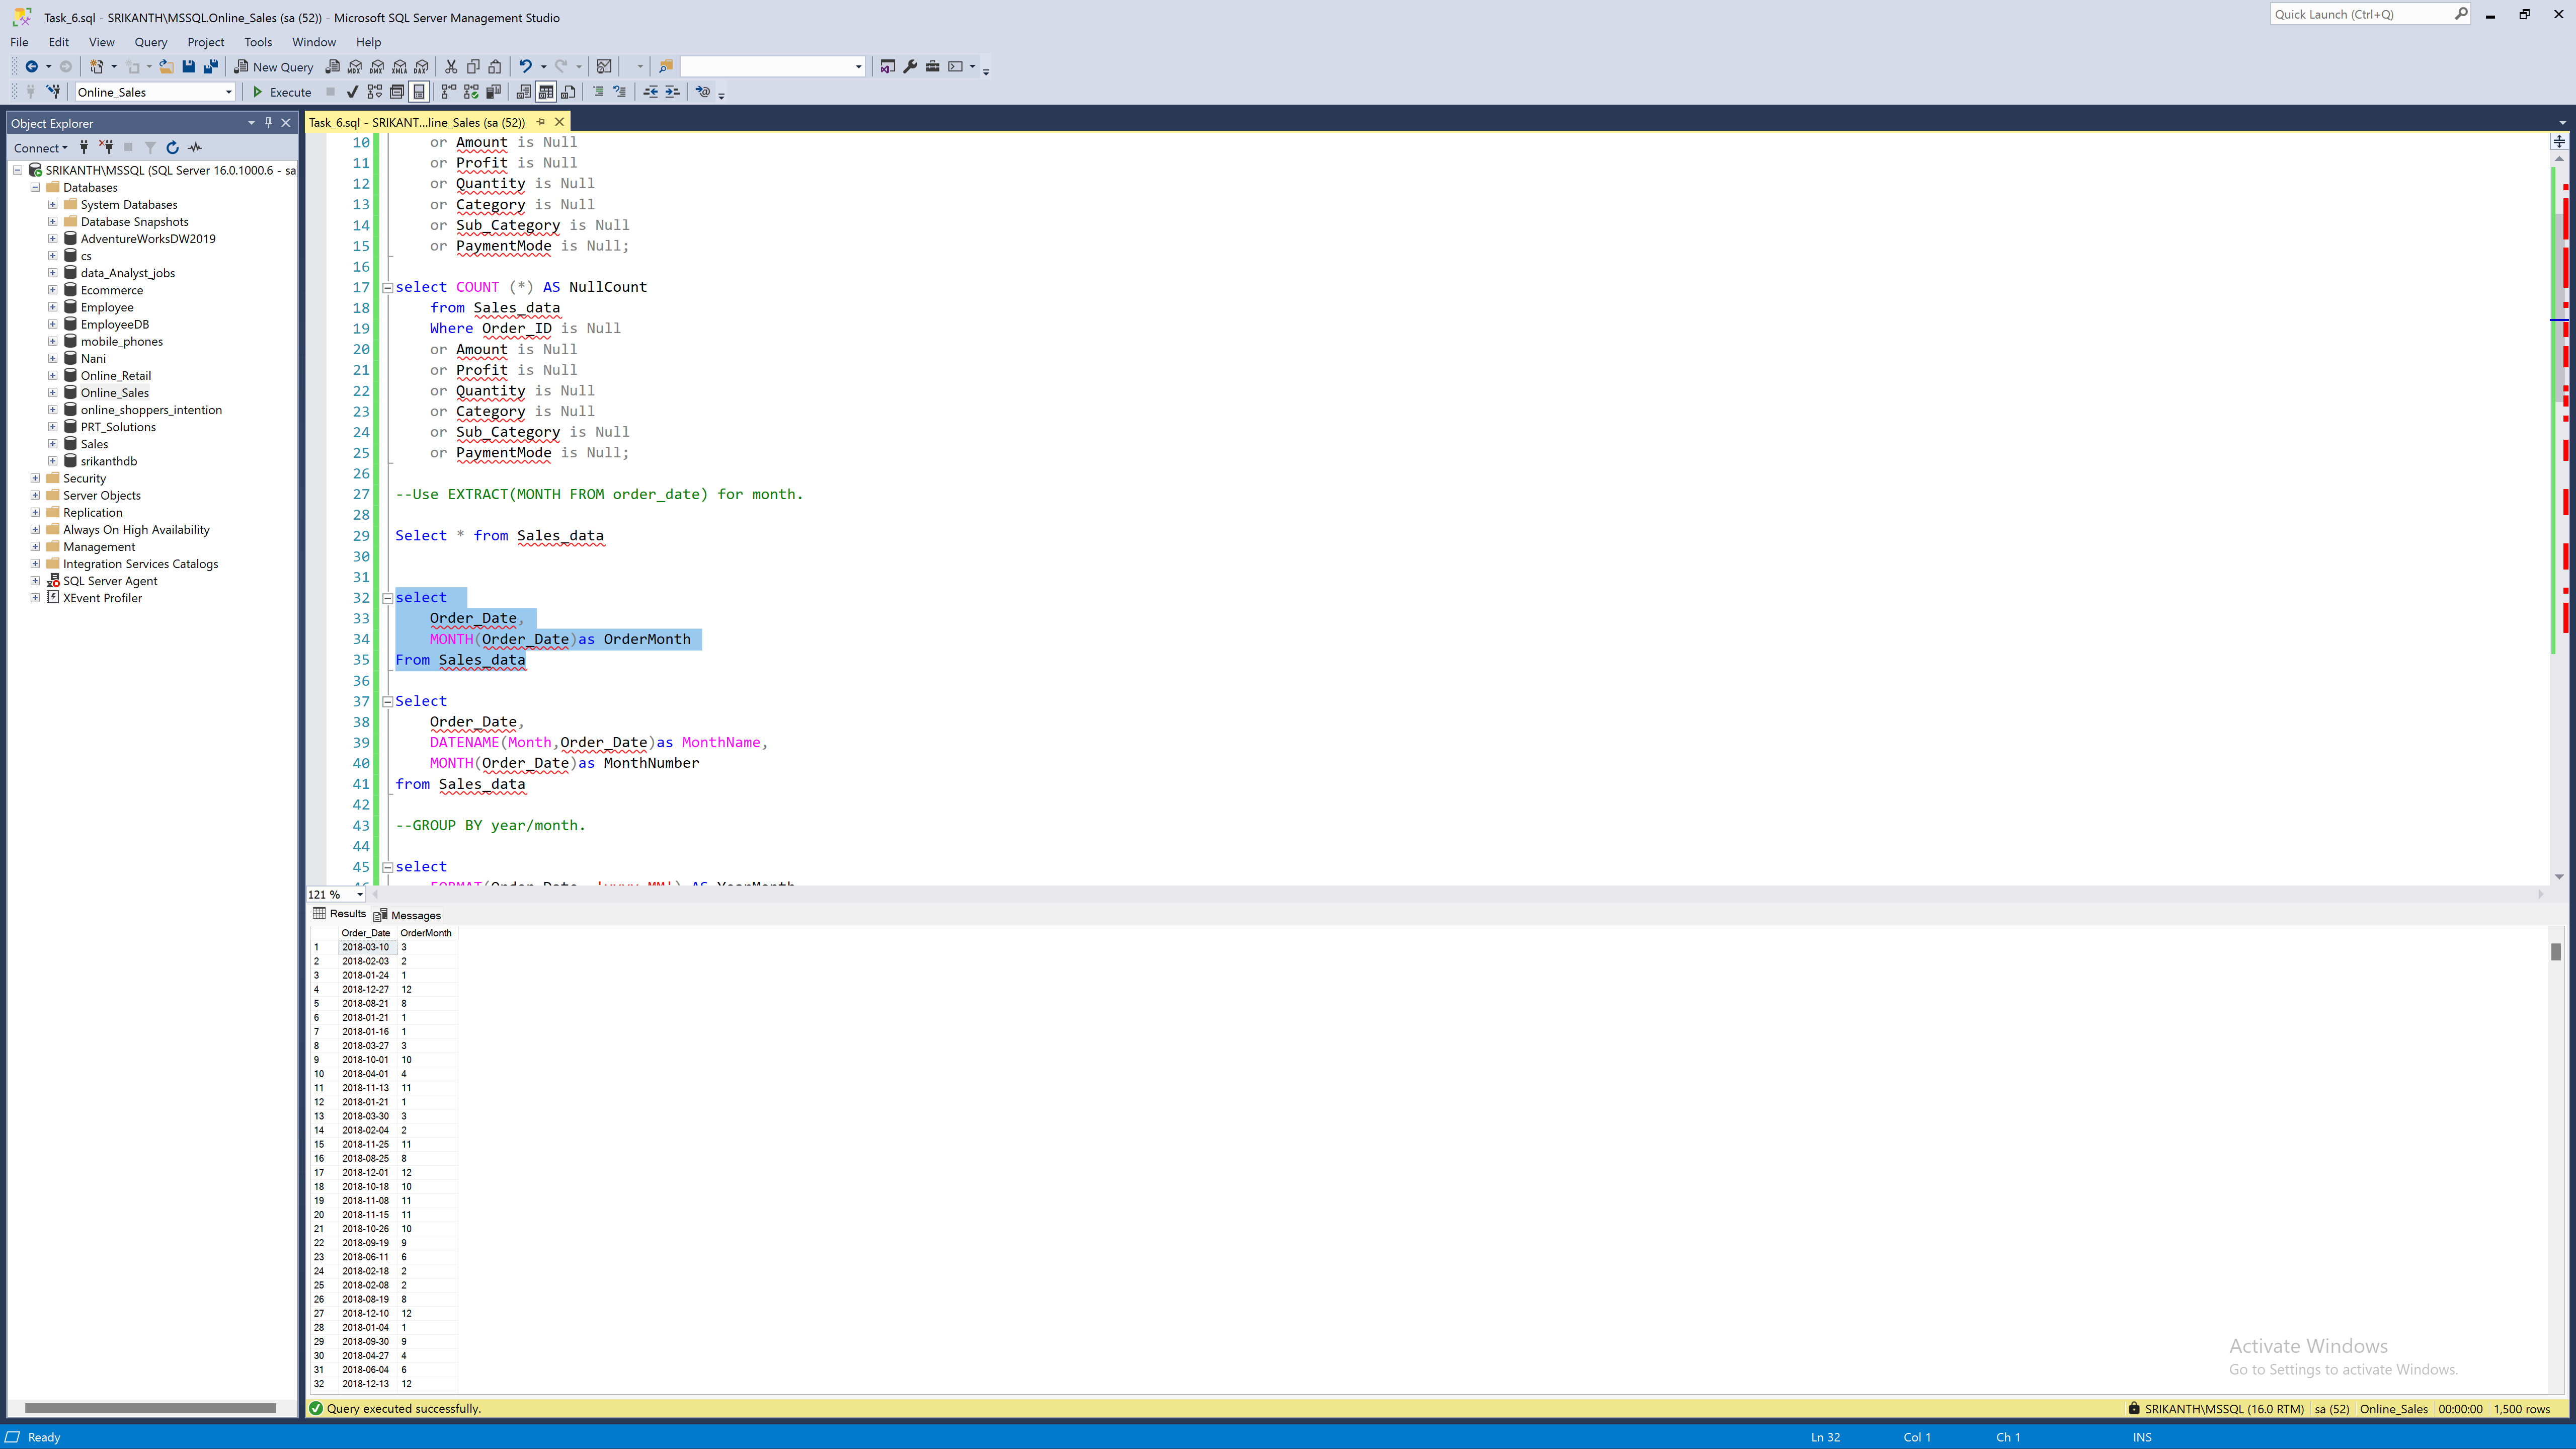 Task_6.sql - SRIKANTH\MSSQL.Online_Sales (sa (52)) - Microsoft SQL Server Management Studio
Quick Launch (Ctrl+Q)
File Edit View Query Project Tools Window Help
New Query MDX DMX XMLA DAX
Online_Sales Execute
Object Explorer
Connect
SRIKANTH\MSSQL (SQL Server 16.0.1000.6 - sa
Databases
System Databases
Database Snapshots
AdventureWorksDW2019
cs
data_Analyst_jobs
Ecommerce
Employee
EmployeeDB
mobile_phones
Nani
Online_Retail
Online_Sales
online_shoppers_intention
PRT_Solutions
Sales
srikanthdb
Security
Server Objects
Replication
Always On High Availability
Management
Integration Services Catalogs
SQL Server Agent
XEvent Profiler
Task_6.sql - SRIKANT...line_Sales (sa (52))
10 or Amount is Null
11 or Profit is Null
12 or Quantity is Null
13 or Category is Null
14 or Sub_Category is Null
15 or PaymentMode is Null;
16
17 select COUNT (*) AS NullCount
18 from Sales_data
19 Where Order_ID is Null
20 or Amount is Null
21 or Profit is Null
22 or Quantity is Null
23 or Category is Null
24 or Sub_Category is Null
25 or PaymentMode is Null;
26
27 --Use EXTRACT(MONTH FROM order_date) for month.
28
29 Select * from Sales_data
30
31
32 select
33 Order_Date,
34 MONTH(Order_Date)as OrderMonth
35 From Sales_data
36
37 Select
38 Order_Date,
39 DATENAME(Month,Order_Date)as MonthName,
40 MONTH(Order_Date)as MonthNumber
41 from Sales_data
42
43 --GROUP BY year/month.
44
45 select
121 %
Results Messages
Order_Date OrderMonth
1 2018-03-10 3
2 2018-02-03 2
3 2018-01-24 1
4 2018-12-27 12
5 2018-08-21 8
6 2018-01-21 1
7 2018-01-16 1
8 2018-03-27 3
9 2018-10-01 10
10 2018-04-01 4
11 2018-11-13 11
12 2018-01-21 1
13 2018-03-30 3
14 2018-02-04 2
15 2018-11-25 11
16 2018-08-25 8
17 2018-12-01 12
18 2018-10-18 10
19 2018-11-08 11
20 2018-11-15 11
21 2018-10-26 10
22 2018-09-19 9
23 2018-06-11 6
24 2018-02-18 2
25 2018-02-08 2
26 2018-08-19 8
27 2018-12-10 12
28 2018-01-04 1
29 2018-09-30 9
30 2018-04-27 4
31 2018-06-04 6
32 2018-12-13 12
Activate Windows
Go to Settings to activate Windows.
Query executed successfully. SRIKANTH\MSSQL (16.0 RTM) sa (52) Online_Sales 00:00:00 1,500 rows
Ready Ln 32 Col 1 Ch 1 INS